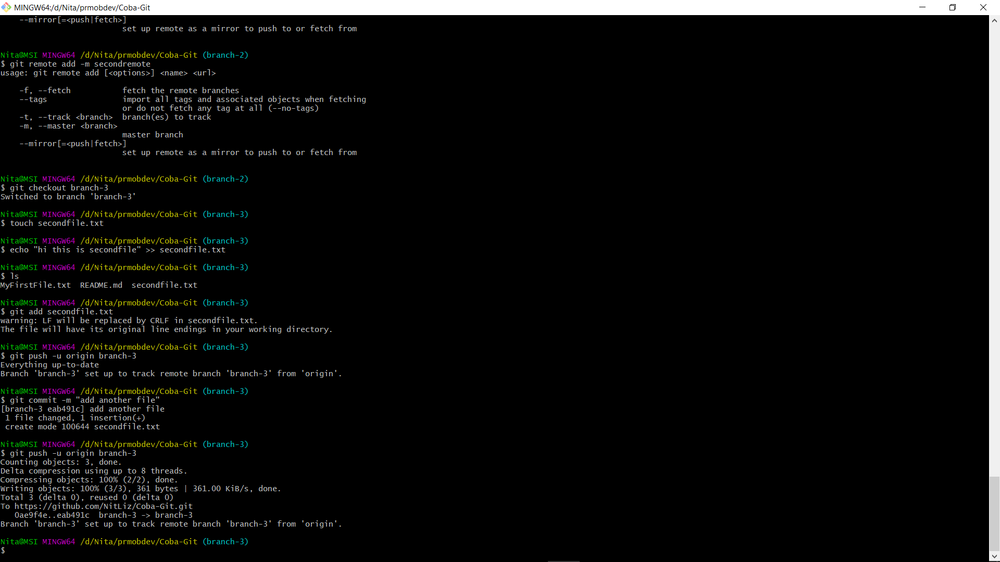 MINGW64:/d/Nita/prmobdev/Coba-Git
    --mirror[=<push|fetch>]
                          set up remote as a mirror to push to or fetch from
Nita@MSI MINGW64 /d/Nita/prmobdev/Coba-Git (branch-2)
$ git remote add -m secondremote
usage: git remote add [<options>] <name> <url>
    -f, --fetch           fetch the remote branches
    --tags                import all tags and associated objects when fetching
                          or do not fetch any tag at all (--no-tags)
    -t, --track <branch>  branch(es) to track
    -m, --master <branch>
                          master branch
    --mirror[=<push|fetch>]
                          set up remote as a mirror to push to or fetch from
Nita@MSI MINGW64 /d/Nita/prmobdev/Coba-Git (branch-2)
$ git checkout branch-3
Switched to branch 'branch-3'
Nita@MSI MINGW64 /d/Nita/prmobdev/Coba-Git (branch-3)
$ touch secondfile.txt
Nita@MSI MINGW64 /d/Nita/prmobdev/Coba-Git (branch-3)
$ echo "hi this is secondfile" >> secondfile.txt
Nita@MSI MINGW64 /d/Nita/prmobdev/Coba-Git (branch-3)
$ ls
MyFirstFile.txt  README.md  secondfile.txt
Nita@MSI MINGW64 /d/Nita/prmobdev/Coba-Git (branch-3)
$ git add secondfile.txt
warning: LF will be replaced by CRLF in secondfile.txt.
The file will have its original line endings in your working directory.
Nita@MSI MINGW64 /d/Nita/prmobdev/Coba-Git (branch-3)
$ git push -u origin branch-3
Everything up-to-date
Branch 'branch-3' set up to track remote branch 'branch-3' from 'origin'.
Nita@MSI MINGW64 /d/Nita/prmobdev/Coba-Git (branch-3)
$ git commit -m "add another file"
[branch-3 eab491c] add another file
 1 file changed, 1 insertion(+)
 create mode 100644 secondfile.txt
Nita@MSI MINGW64 /d/Nita/prmobdev/Coba-Git (branch-3)
$ git push -u origin branch-3
Counting objects: 3, done.
Delta compression using up to 8 threads.
Compressing objects: 100% (2/2), done.
Writing objects: 100% (3/3), 361 bytes | 361.00 KiB/s, done.
Total 3 (delta 0), reused 0 (delta 0)
To https://github.com/NitLiz/Coba-Git.git
   0ae9f4e..eab491c  branch-3 -> branch-3
Branch 'branch-3' set up to track remote branch 'branch-3' from 'origin'.
Nita@MSI MINGW64 /d/Nita/prmobdev/Coba-Git (branch-3)
$